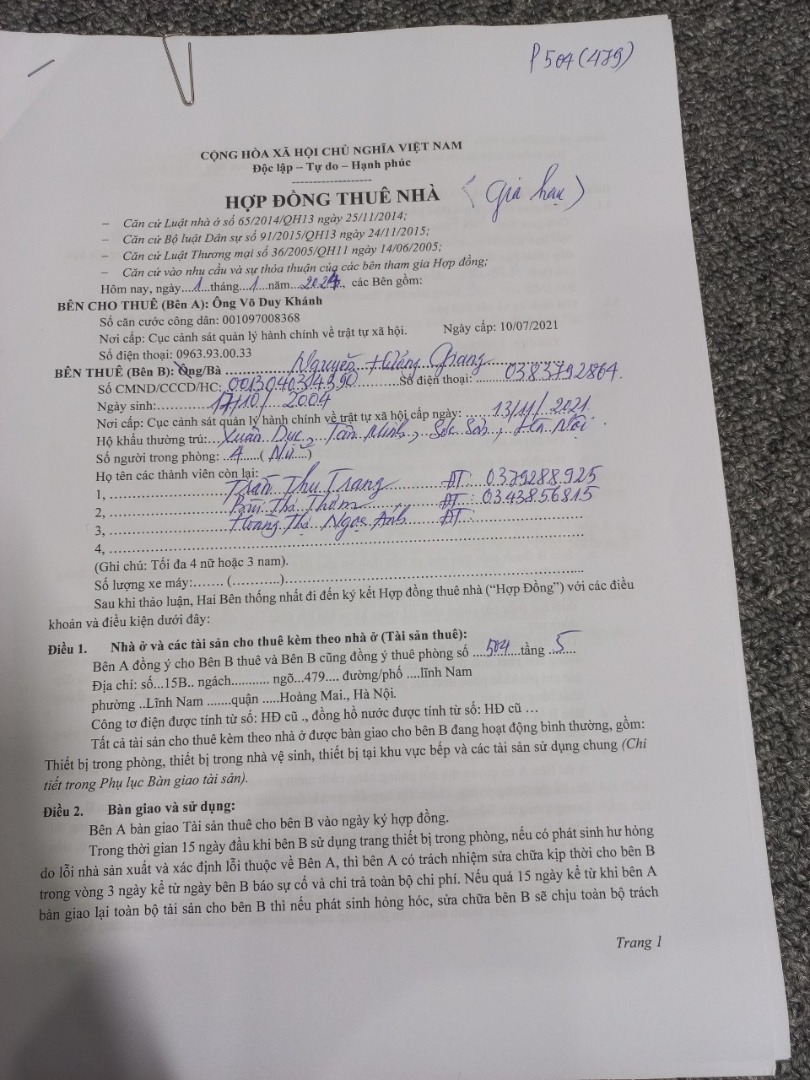 P504 (479)
CỘNG HÒA XÃ HỘI CHỦ NGHĨA VIỆT NAM
Độc lập – Tự do – Hạnh phúc
--------------------
HỢP ĐỒNG THUÊ NHÀ (Gia hạn)
– Căn cứ Luật nhà ở số 65/2014/QH13 ngày 25/11/2014;
– Căn cứ Bộ luật Dân sự số 91/2015/QH13 ngày 24/11/2015;
– Căn cứ Luật Thương mại số 36/2005/QH11 ngày 14/06/2005;
– Căn cứ vào nhu cầu và sự thỏa thuận của các bên tham gia Hợp đồng;
Hôm nay, ngày...1...tháng...1...năm...2024..., các Bên gồm:
BÊN CHO THUÊ (Bên A): Ông Võ Duy Khánh
Số căn cước công dân: 001097008368
Nơi cấp: Cục cảnh sát quản lý hành chính về trật tự xã hội. Ngày cấp: 10/07/2021
Số điện thoại: 0963.93.00.33
BÊN THUÊ (Bên B): Ông/Bà ........ Nguyễn Hương Giang ........
Số CMND/CCCD/HC: 001304034390 ........ Số điện thoại: ........ 0383792864.
Ngày sinh: 17/10/2004
Nơi cấp: Cục cảnh sát quản lý hành chính về trật tự xã hội cấp ngày: ...... 13/11/2021
Hộ khẩu thường trú:... Xuân Dục, Tân Minh, Sóc Sơn, Hà Nội.
Số người trong phòng: ..4......( Nữ ....)
Họ tên các thành viên còn lại:
1, ........ Trần Thu Trang ........ ĐT: 0379288925
2, ........ Thị Thắm ........ ĐT: 0343856815
3, ........ Hoàng Thị Ngọc Anh ĐT:
4, ........
(Ghi chú: Tối đa 4 nữ hoặc 3 nam).
Số lượng xe máy:....... (...........)........
Sau khi thảo luận, Hai Bên thống nhất đi đến ký kết Hợp đồng thuê nhà (“Hợp Đồng”) với các điều
khoản và điều kiện dưới đây:
Điều 1. Nhà ở và các tài sản cho thuê kèm theo nhà ở (Tài sản thuê):
Bên A đồng ý cho Bên B thuê và Bên B cũng đồng ý thuê phòng số .....504.....tầng ..5.....
Địa chỉ: số...15B.. ngách........... ngõ...479.... đường/phố ....lĩnh Nam
phường ..Lĩnh Nam .......quận .....Hoàng Mai., Hà Nội.
Công tơ điện được tính từ số: HĐ cũ ., đồng hồ nước được tính từ số: HĐ cũ …
Tất cả tài sản cho thuê kèm theo nhà ở được bàn giao cho bên B đang hoạt động bình thường, gồm:
Thiết bị trong phòng, thiết bị trong nhà vệ sinh, thiết bị tại khu vực bếp và các tài sản sử dụng chung (Chi
tiết trong Phụ lục Bàn giao tài sản).
Điều 2. Bàn giao và sử dụng:
Bên A bàn giao Tài sản thuê cho bên B vào ngày ký hợp đồng.
Trong thời gian 15 ngày đầu khi bên B sử dụng trang thiết bị trong phòng, nếu có phát sinh hư hỏng
do lỗi nhà sản xuất và xác định lỗi thuộc về Bên A, thì bên A có trách nhiệm sửa chữa kịp thời cho bên B
trong vòng 3 ngày kể từ ngày bên B báo sự cố và chi trả toàn bộ chi phí. Nếu quá 15 ngày kể từ khi bên A
bàn giao lại toàn bộ tài sản cho bên B thì nếu phát sinh hỏng hóc, sửa chữa bên B sẽ chịu toàn bộ trách
Trang 1